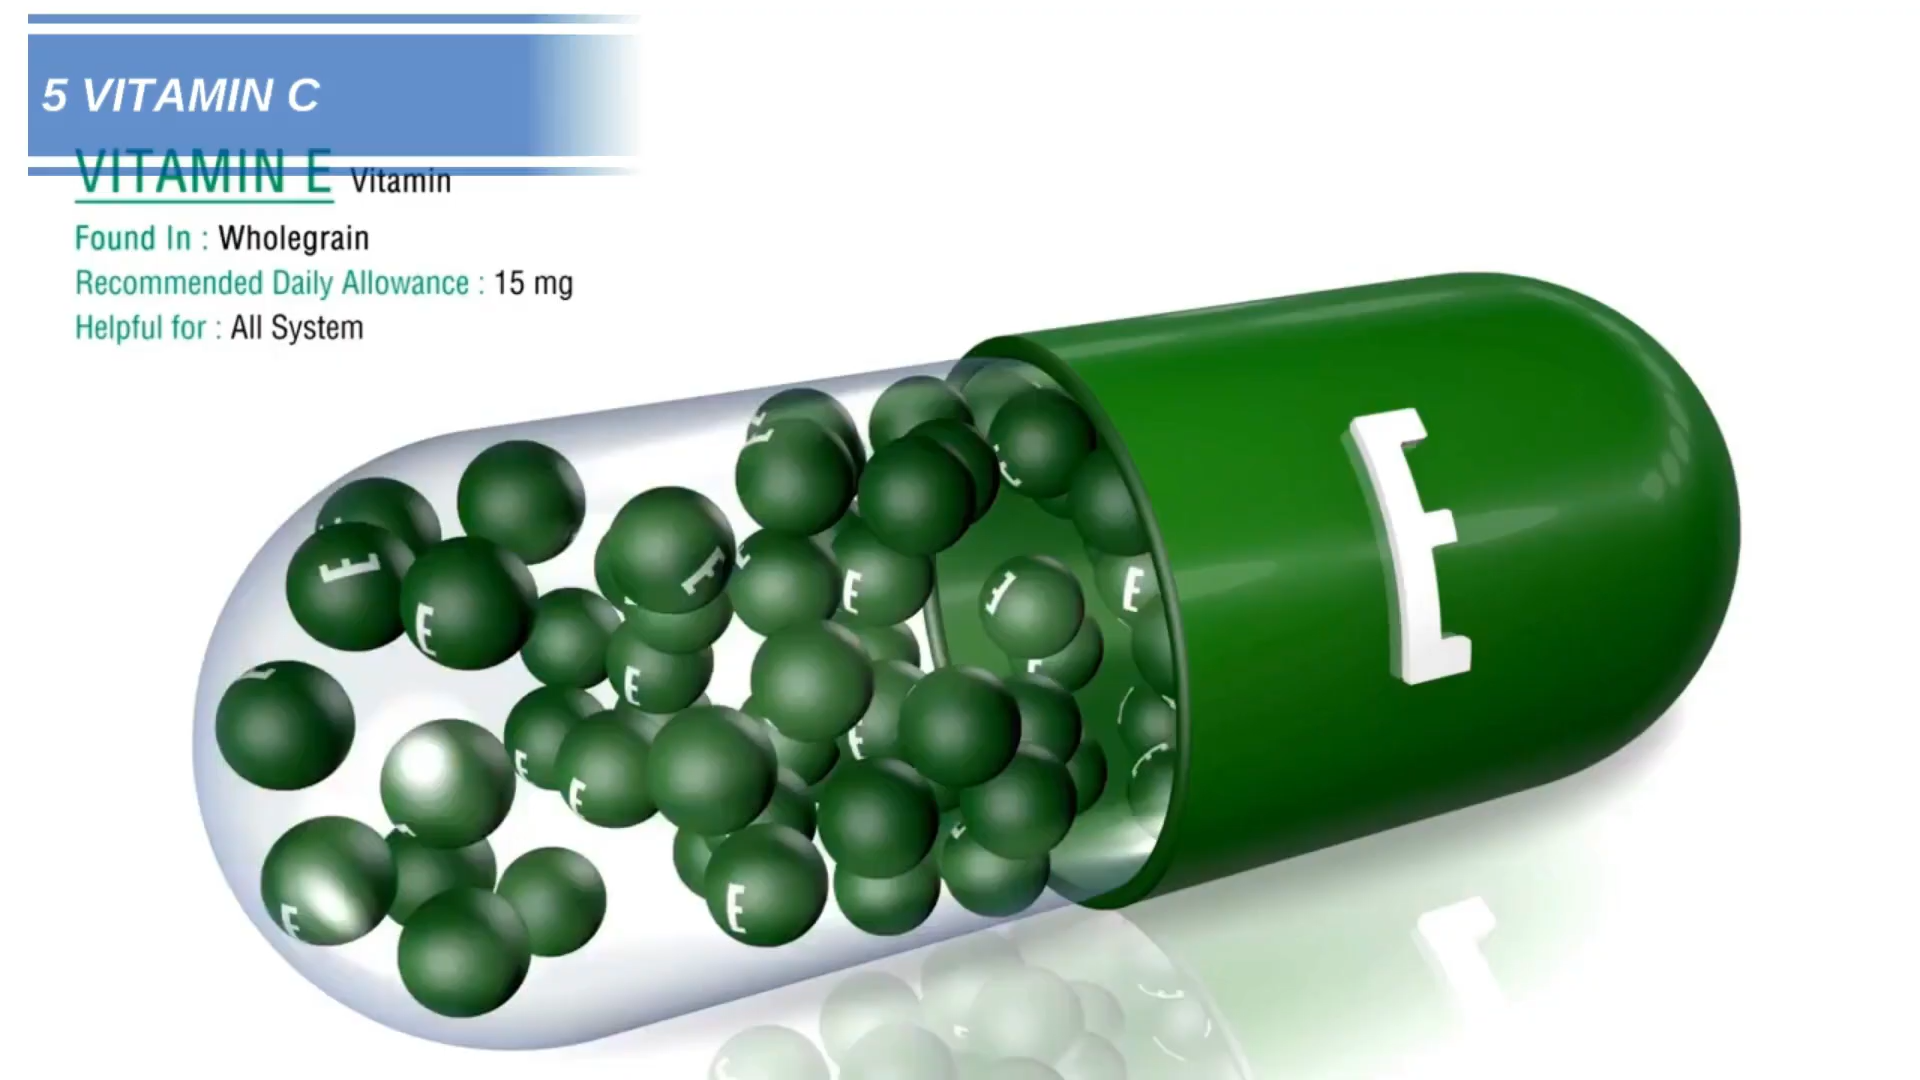 5 VITAMIN C
VITAMIN E Vitamin
Found In : Wholegrain
Recommended Daily Allowance : 15 mg
Helpful for : All System
E
E
E
E
E
E
E
E
E